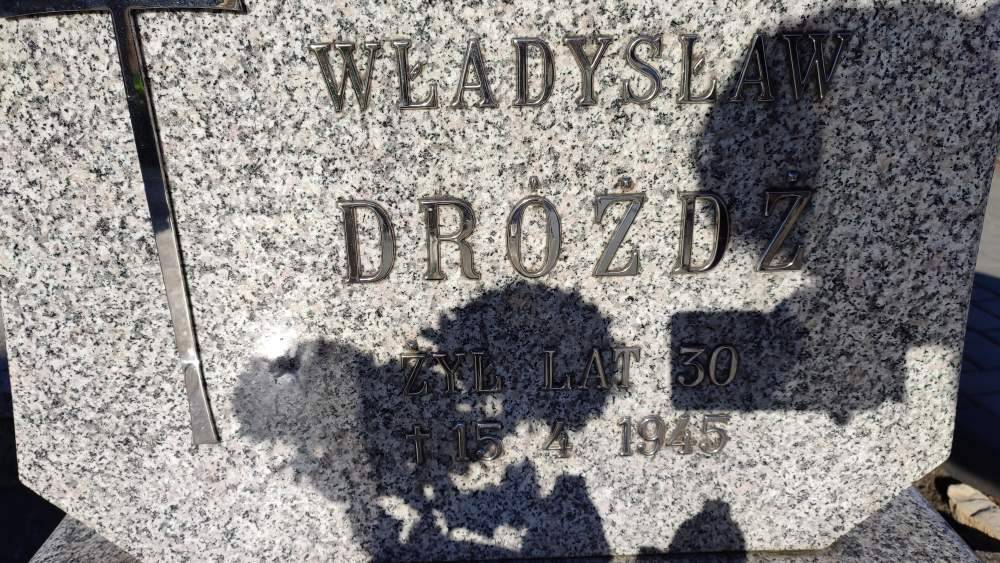 WŁADYSŁAW
DRÓŻDŻ
ŻYŁ LAT 30
† 15 4 1945